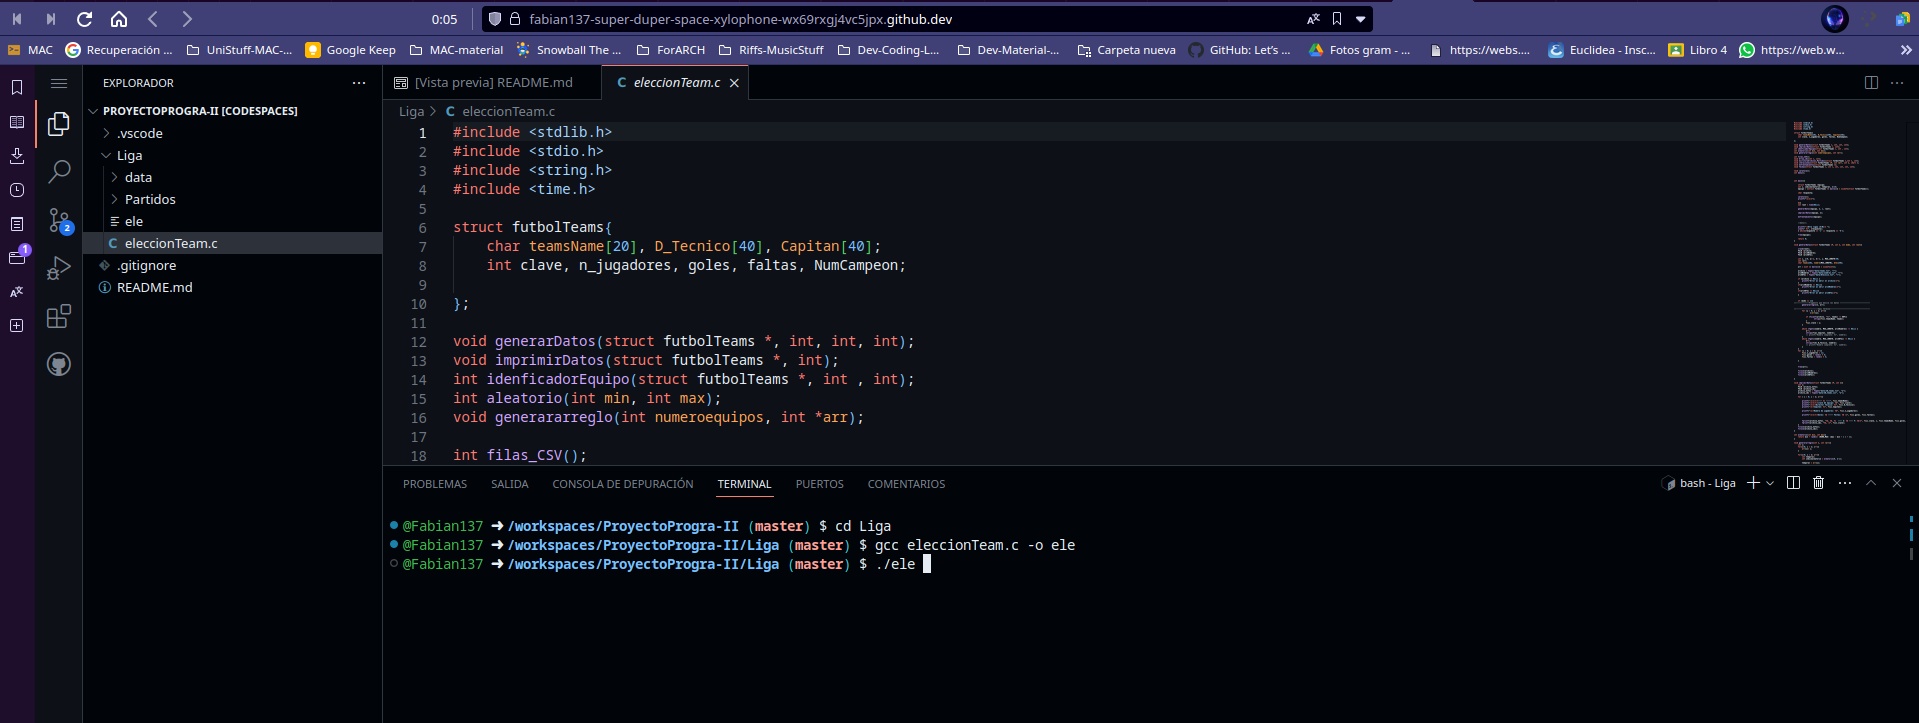 0:05
fabian137-super-duper-space-xylophone-wx69rxgj4vc5jpx.github.dev
MAC
Recuperación ...
UniStuff-MAC-...
Google Keep
MAC-material
Snowball The ...
ForARCH
Riffs-MusicStuff
Dev-Coding-L...
Dev-Material-...
Carpeta nueva
GitHub: Let's ...
Fotos gram - ...
https://webs....
Euclidea - Insc...
Libro 4
https://web.w...
EXPLORADOR
[Vista previa] README.md
C eleccionTeam.c
PROYECTOPROGRA-II [CODESPACES]
.vscode
Liga
data
Partidos
ele
C eleccionTeam.c
.gitignore
README.md
2
1
Liga > C eleccionTeam.c
1 #include <stdlib.h>
2 #include <stdio.h>
3 #include <string.h>
4 #include <time.h>
5
6 struct futbolTeams{
7 char teamsName[20], D_Tecnico[40], Capitan[40];
8 int clave, n_jugadores, goles, faltas, NumCampeon;
9
10 };
11
12 void generarDatos(struct futbolTeams *, int, int, int);
13 void imprimirDatos(struct futbolTeams *, int);
14 int idenficadorEquipo(struct futbolTeams *, int , int);
15 int aleatorio(int min, int max);
16 void generararreglo(int numeroequipos, int *arr);
17
18 int filas_CSV();
PROBLEMAS
SALIDA
CONSOLA DE DEPURACIÓN
TERMINAL
PUERTOS
COMENTARIOS
bash - Liga
@Fabian137 ➜ /workspaces/ProyectoProgra-II (master) $ cd Liga
@Fabian137 ➜ /workspaces/ProyectoProgra-II/Liga (master) $ gcc eleccionTeam.c -o ele
@Fabian137 ➜ /workspaces/ProyectoProgra-II/Liga (master) $ ./ele